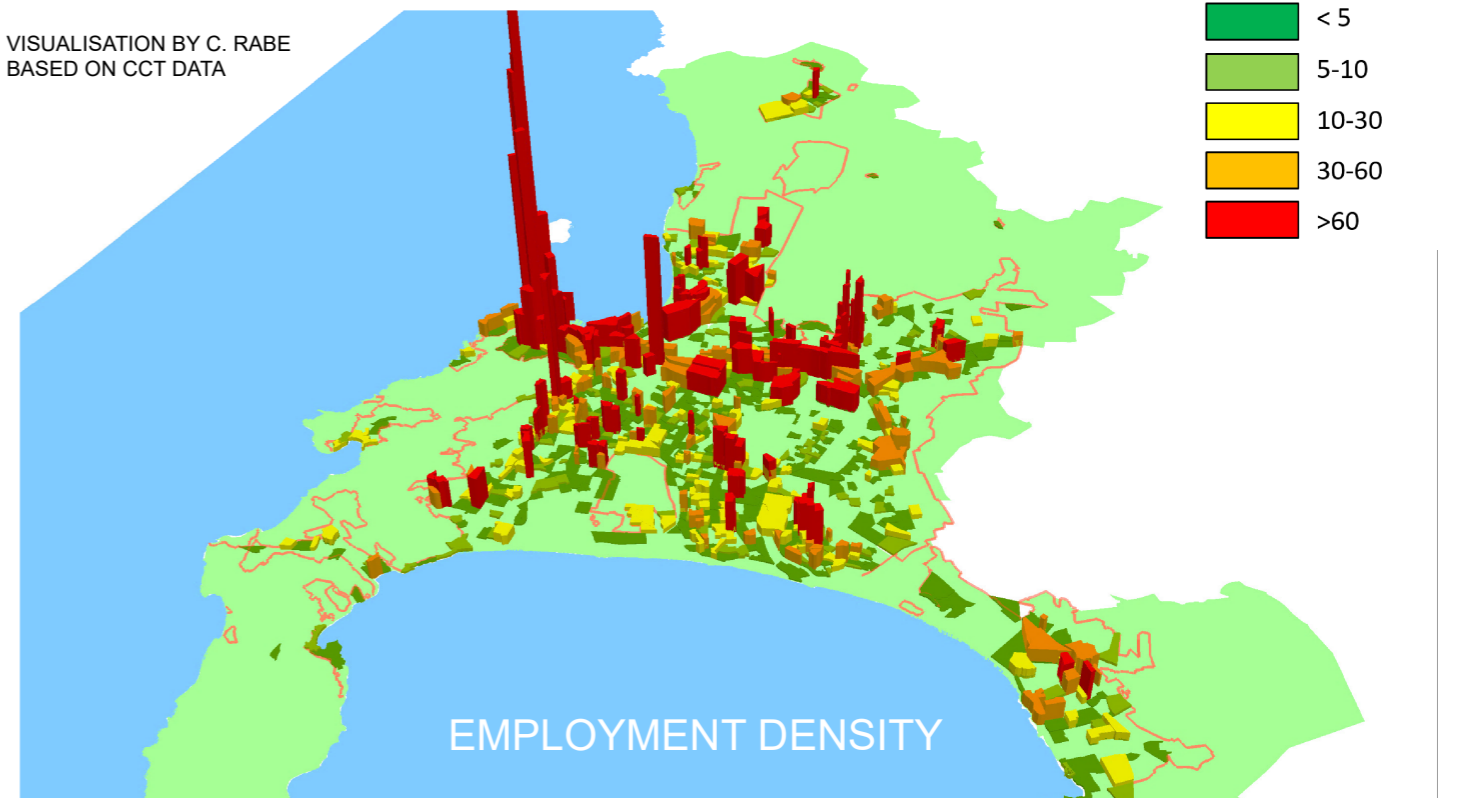 VISUALISATION BY C. RABE
BASED ON CCT DATA
< 5
5-10
10-30
30-60
>60
EMPLOYMENT DENSITY